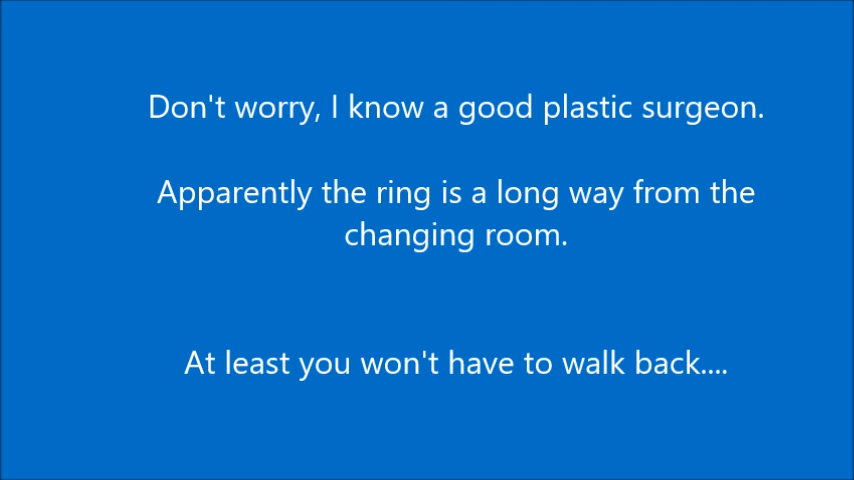 Don't worry, I know a good plastic surgeon.
Apparently the ring is a long way from the
changing room.
At least you won't have to walk back....